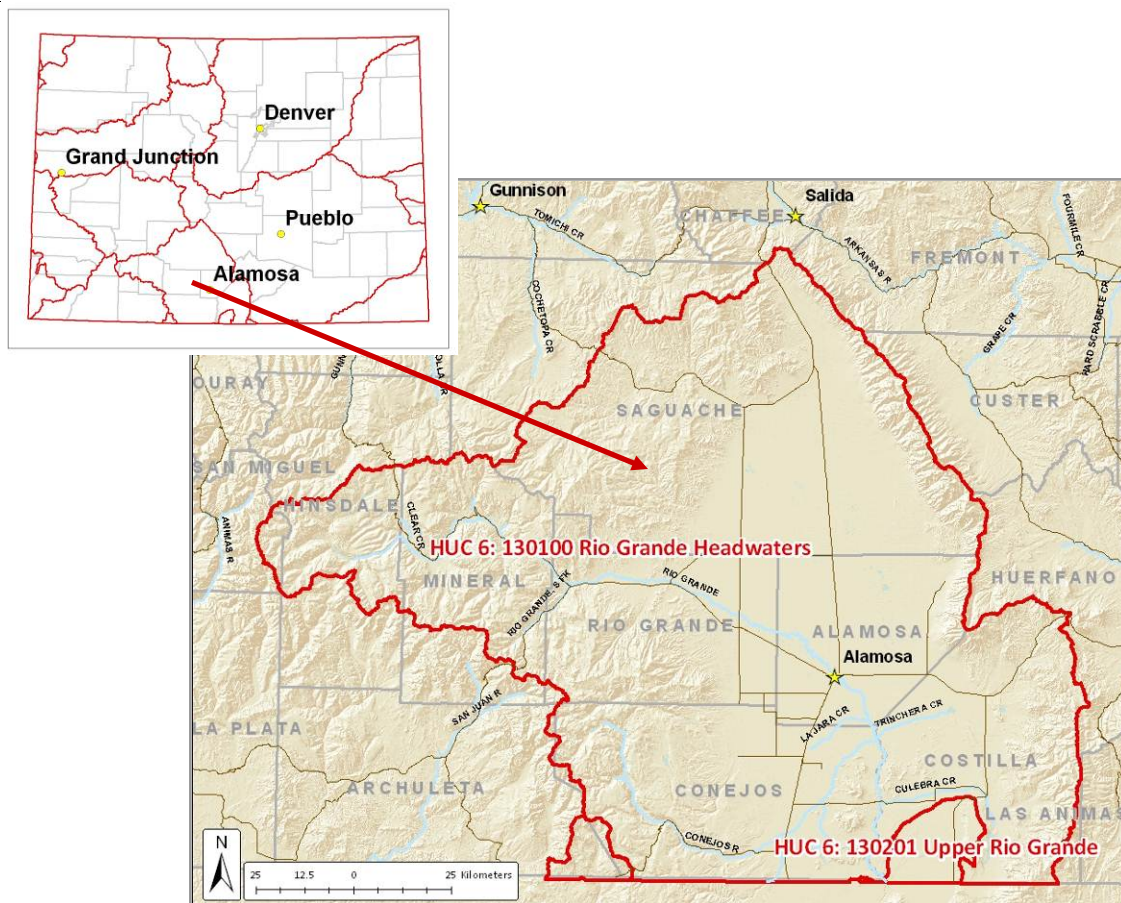 Denver
Grand Junction
Pueblo
Alamosa
Gunnison
Salida
TOMICHI CR
CHAFFEE
ARKANSAS R
FREMONT
FOURMILE CR
COCHETOPA CR
GRAPE CR
HARD SCRABBLE CR
GUNN
OLLA
R
OURAY
CUSTER
SAGUACHE
SAN MIGUEL
HINSDALE
CLEAR CR
ANIMAS R
HUC 6: 130100 Rio Grande Headwaters
MINERAL
RIO GRANDE
HUERFANO
RIO GRANDE, S FK
RIO GRANDE
ALAMOSA
Alamosa
SAN JUAN R
LA JARA CR
TRINCHERA CR
LA PLATA
COSTILLA
ARCHULETA
CONEJOS
CULEBRA CR
LAS ANIMAS
CONEJOS R
HUC 6: 130201 Upper Rio Grande
N
25 12.5 0 25 Kilometers